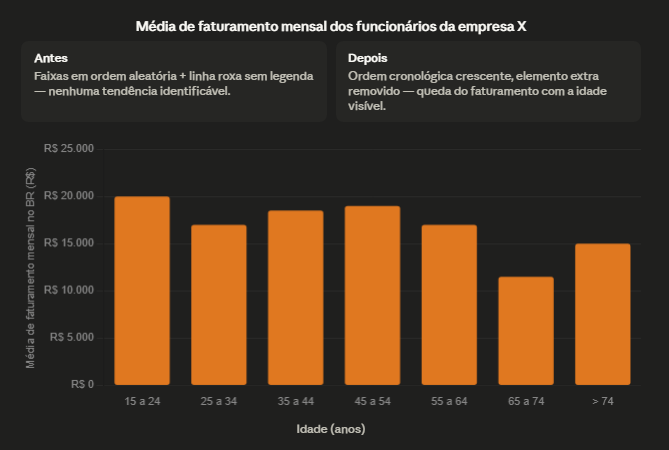 Média de faturamento mensal dos funcionários da empresa X
Antes
Faixas em ordem aleatória + linha roxa sem legenda
— nenhuma tendência identificável.
Depois
Ordem cronológica crescente, elemento extra
removido — queda do faturamento com a idade
visível.
Média de faturamento mensal no BR (R$)
R$ 25.000
R$ 20.000
R$ 15.000
R$ 10.000
R$ 5.000
R$ 0
15 a 24
25 a 34
35 a 44
45 a 54
55 a 64
65 a 74
> 74
Idade (anos)